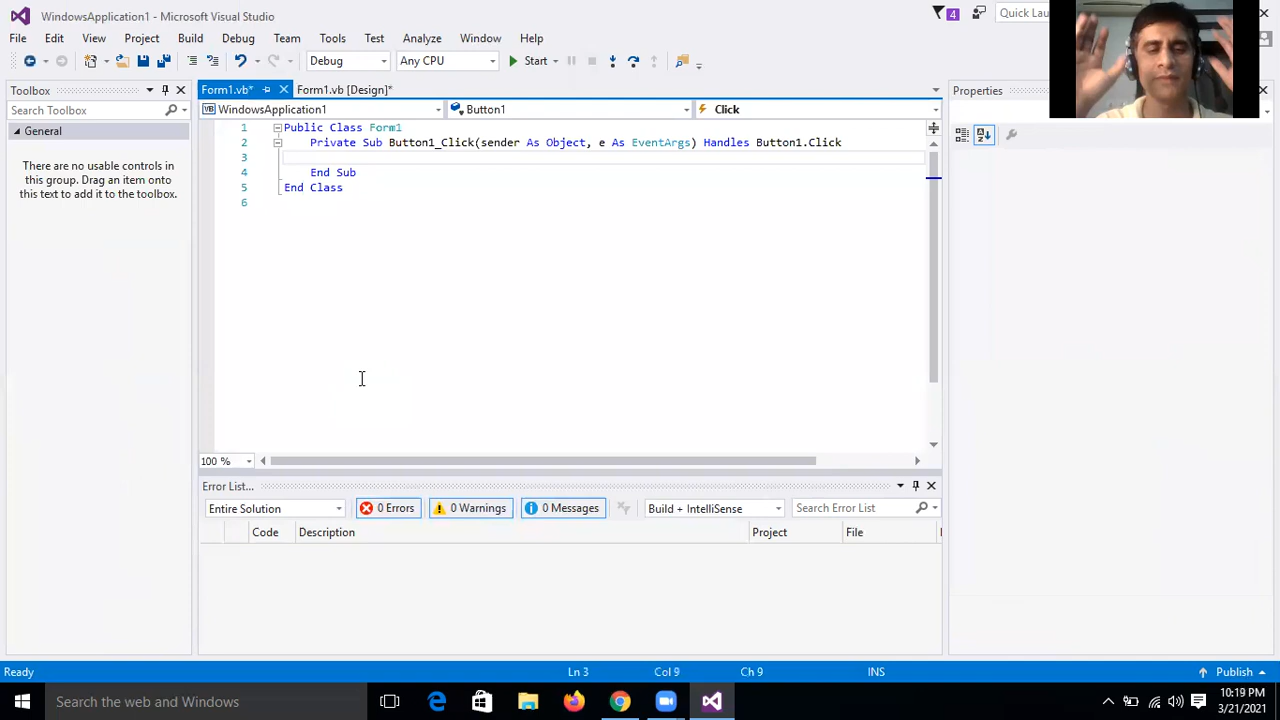 WindowsApplication1 - Microsoft Visual Studio
4
Quick Lau
File Edit View Project Build Debug Team Tools Test Analyze Window Help
Debug Any CPU Start
Toolbox
Form1.vb* Form1.vb [Design]*
Properties
Search Toolbox
WindowsApplication1 Button1 Click
General
There are no usable controls in
this group. Drag an item onto
this text to add it to the toolbox.
1 Public Class Form1
2 Private Sub Button1_Click(sender As Object, e As EventArgs) Handles Button1.Click
3
4 End Sub
5 End Class
6
100 %
Error List...
Entire Solution 0 Errors 0 Warnings 0 Messages Build + IntelliSense Search Error List
Code Description Project File
Ready Ln 3 Col 9 Ch 9 INS Publish
Search the web and Windows
10:19 PM
3/21/2021